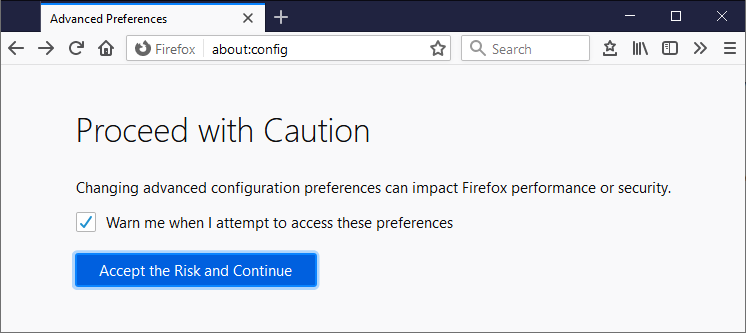 Advanced Preferences
Firefox about:config Search
Proceed with Caution
Changing advanced configuration preferences can impact Firefox performance or security.
Warn me when I attempt to access these preferences
Accept the Risk and Continue